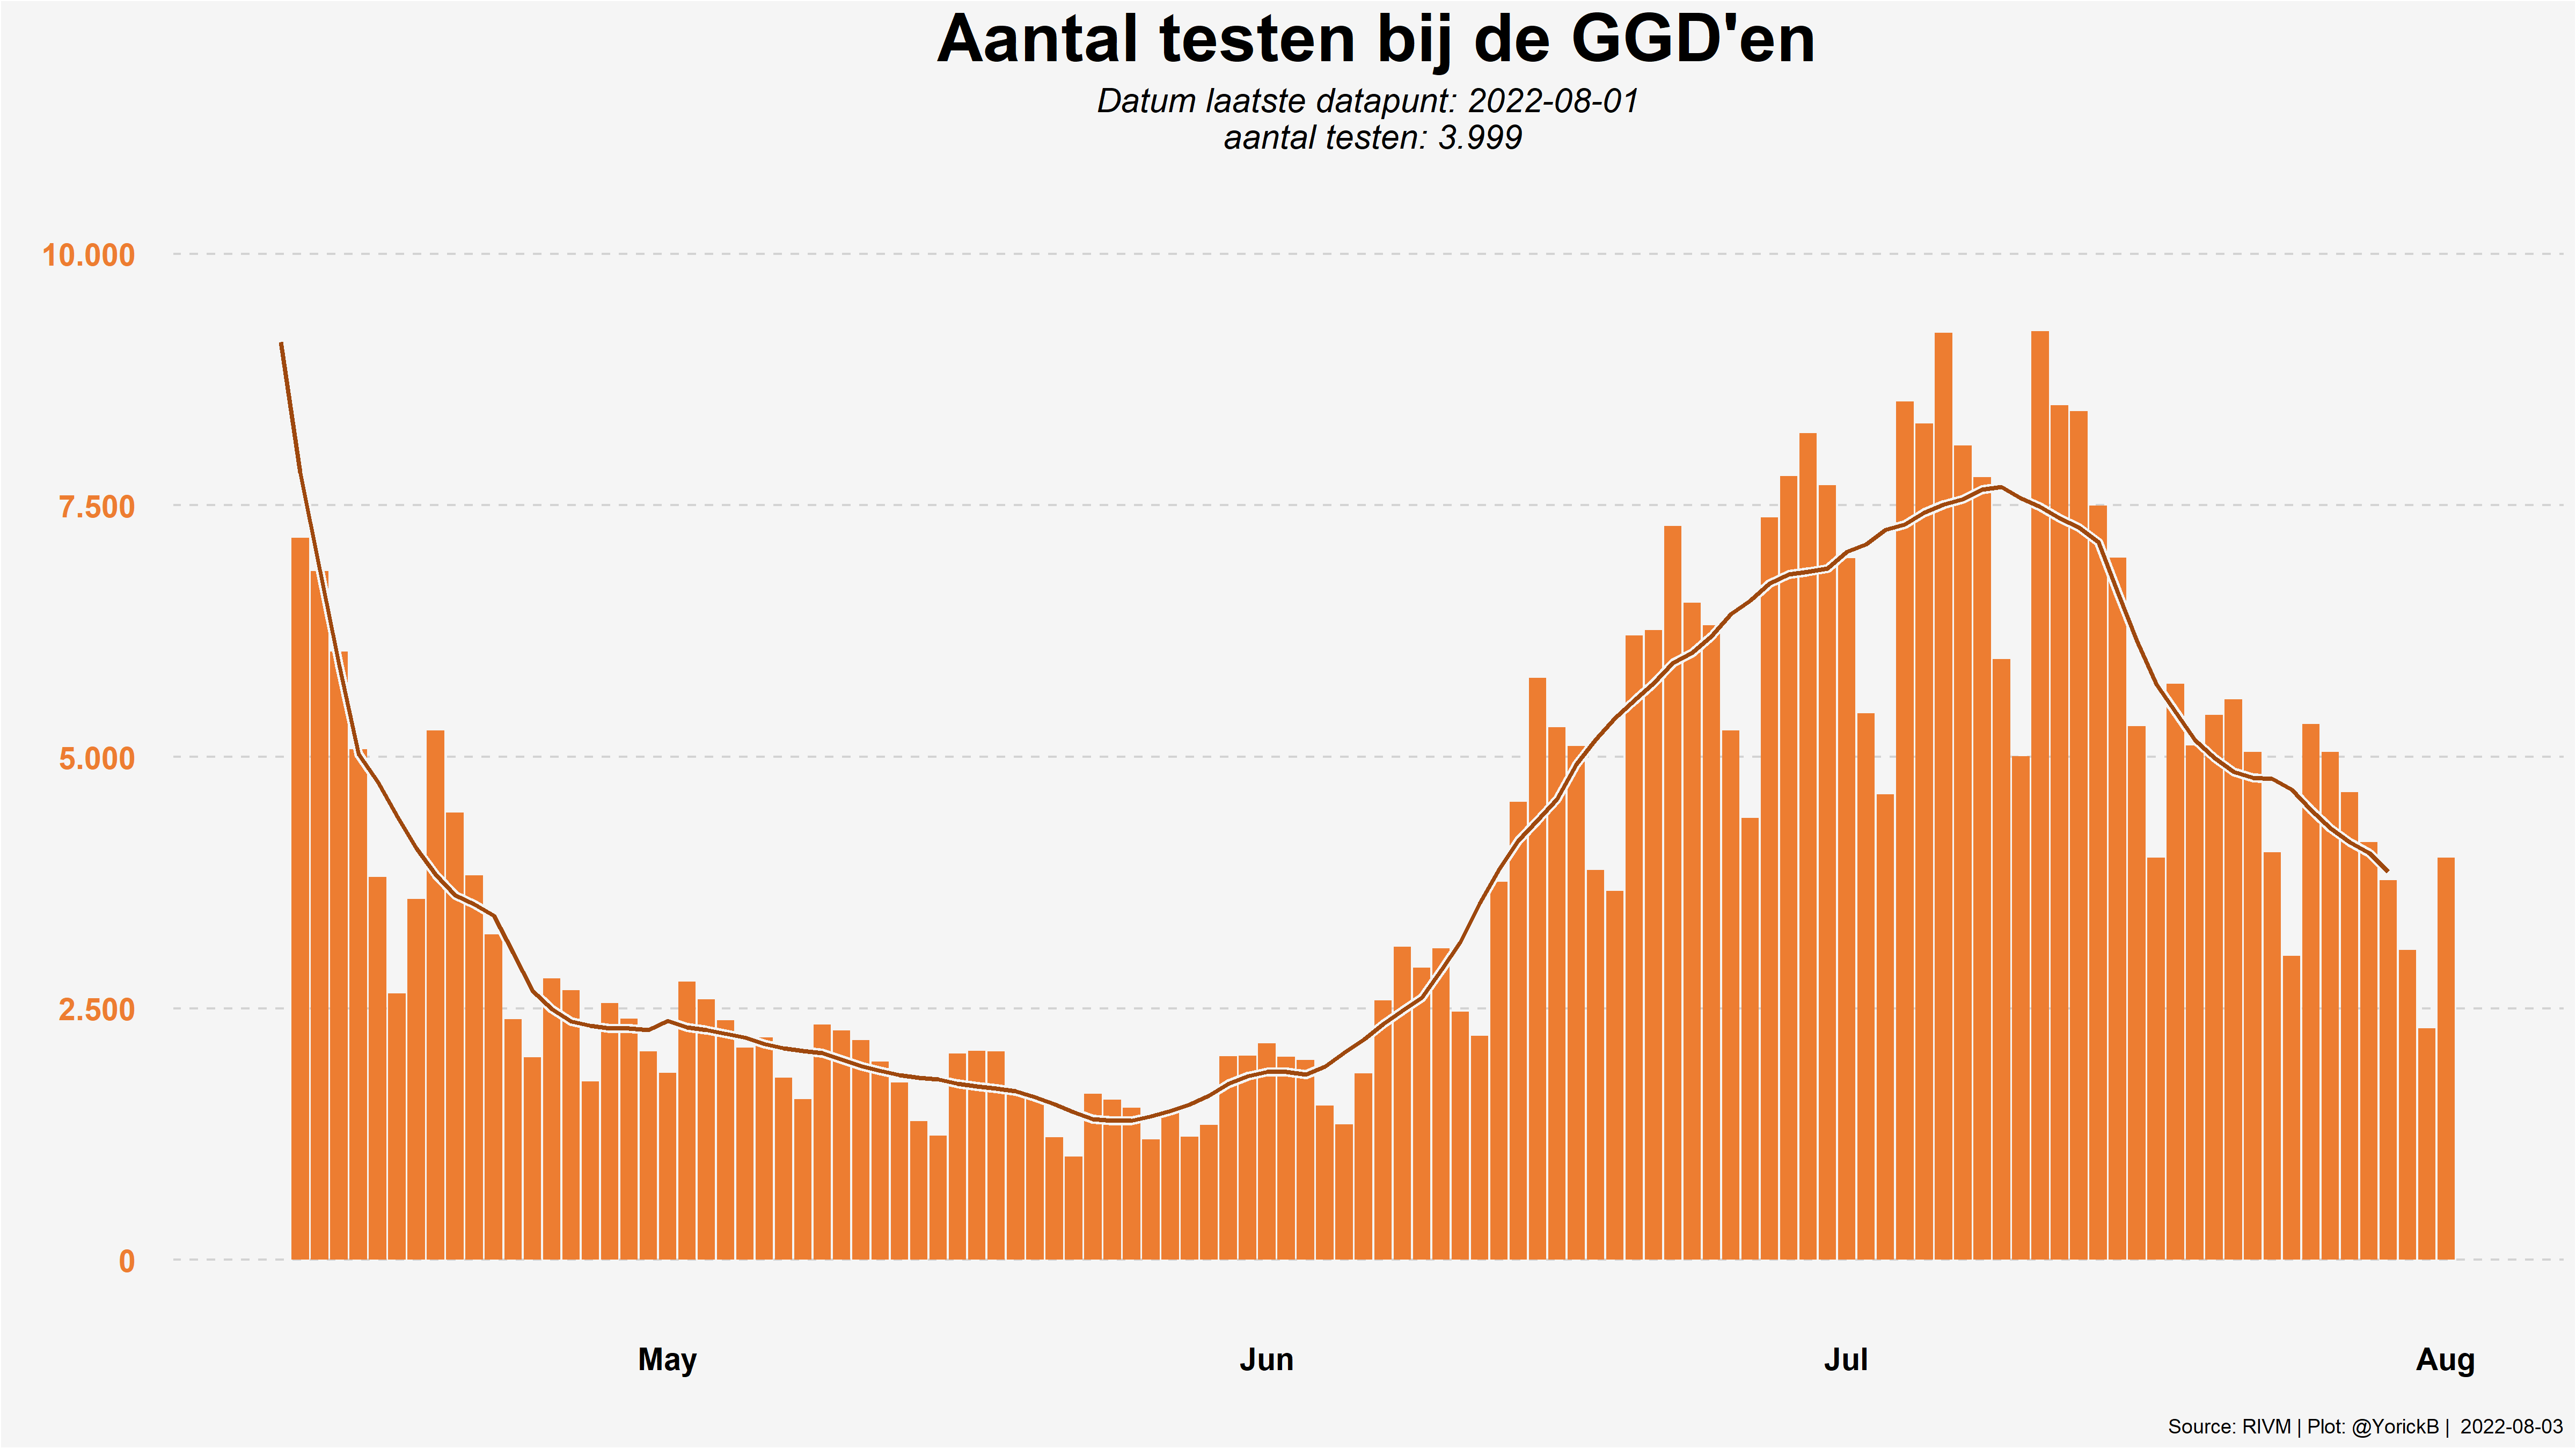 Aantal testen bij de GGD'en
Datum laatste datapunt: 2022-08-01
aantal testen: 3.999
10.000
7.500
5.000
2.500
0
May Jun Jul Aug
Source: RIVM | Plot: @YorickB | 2022-08-03